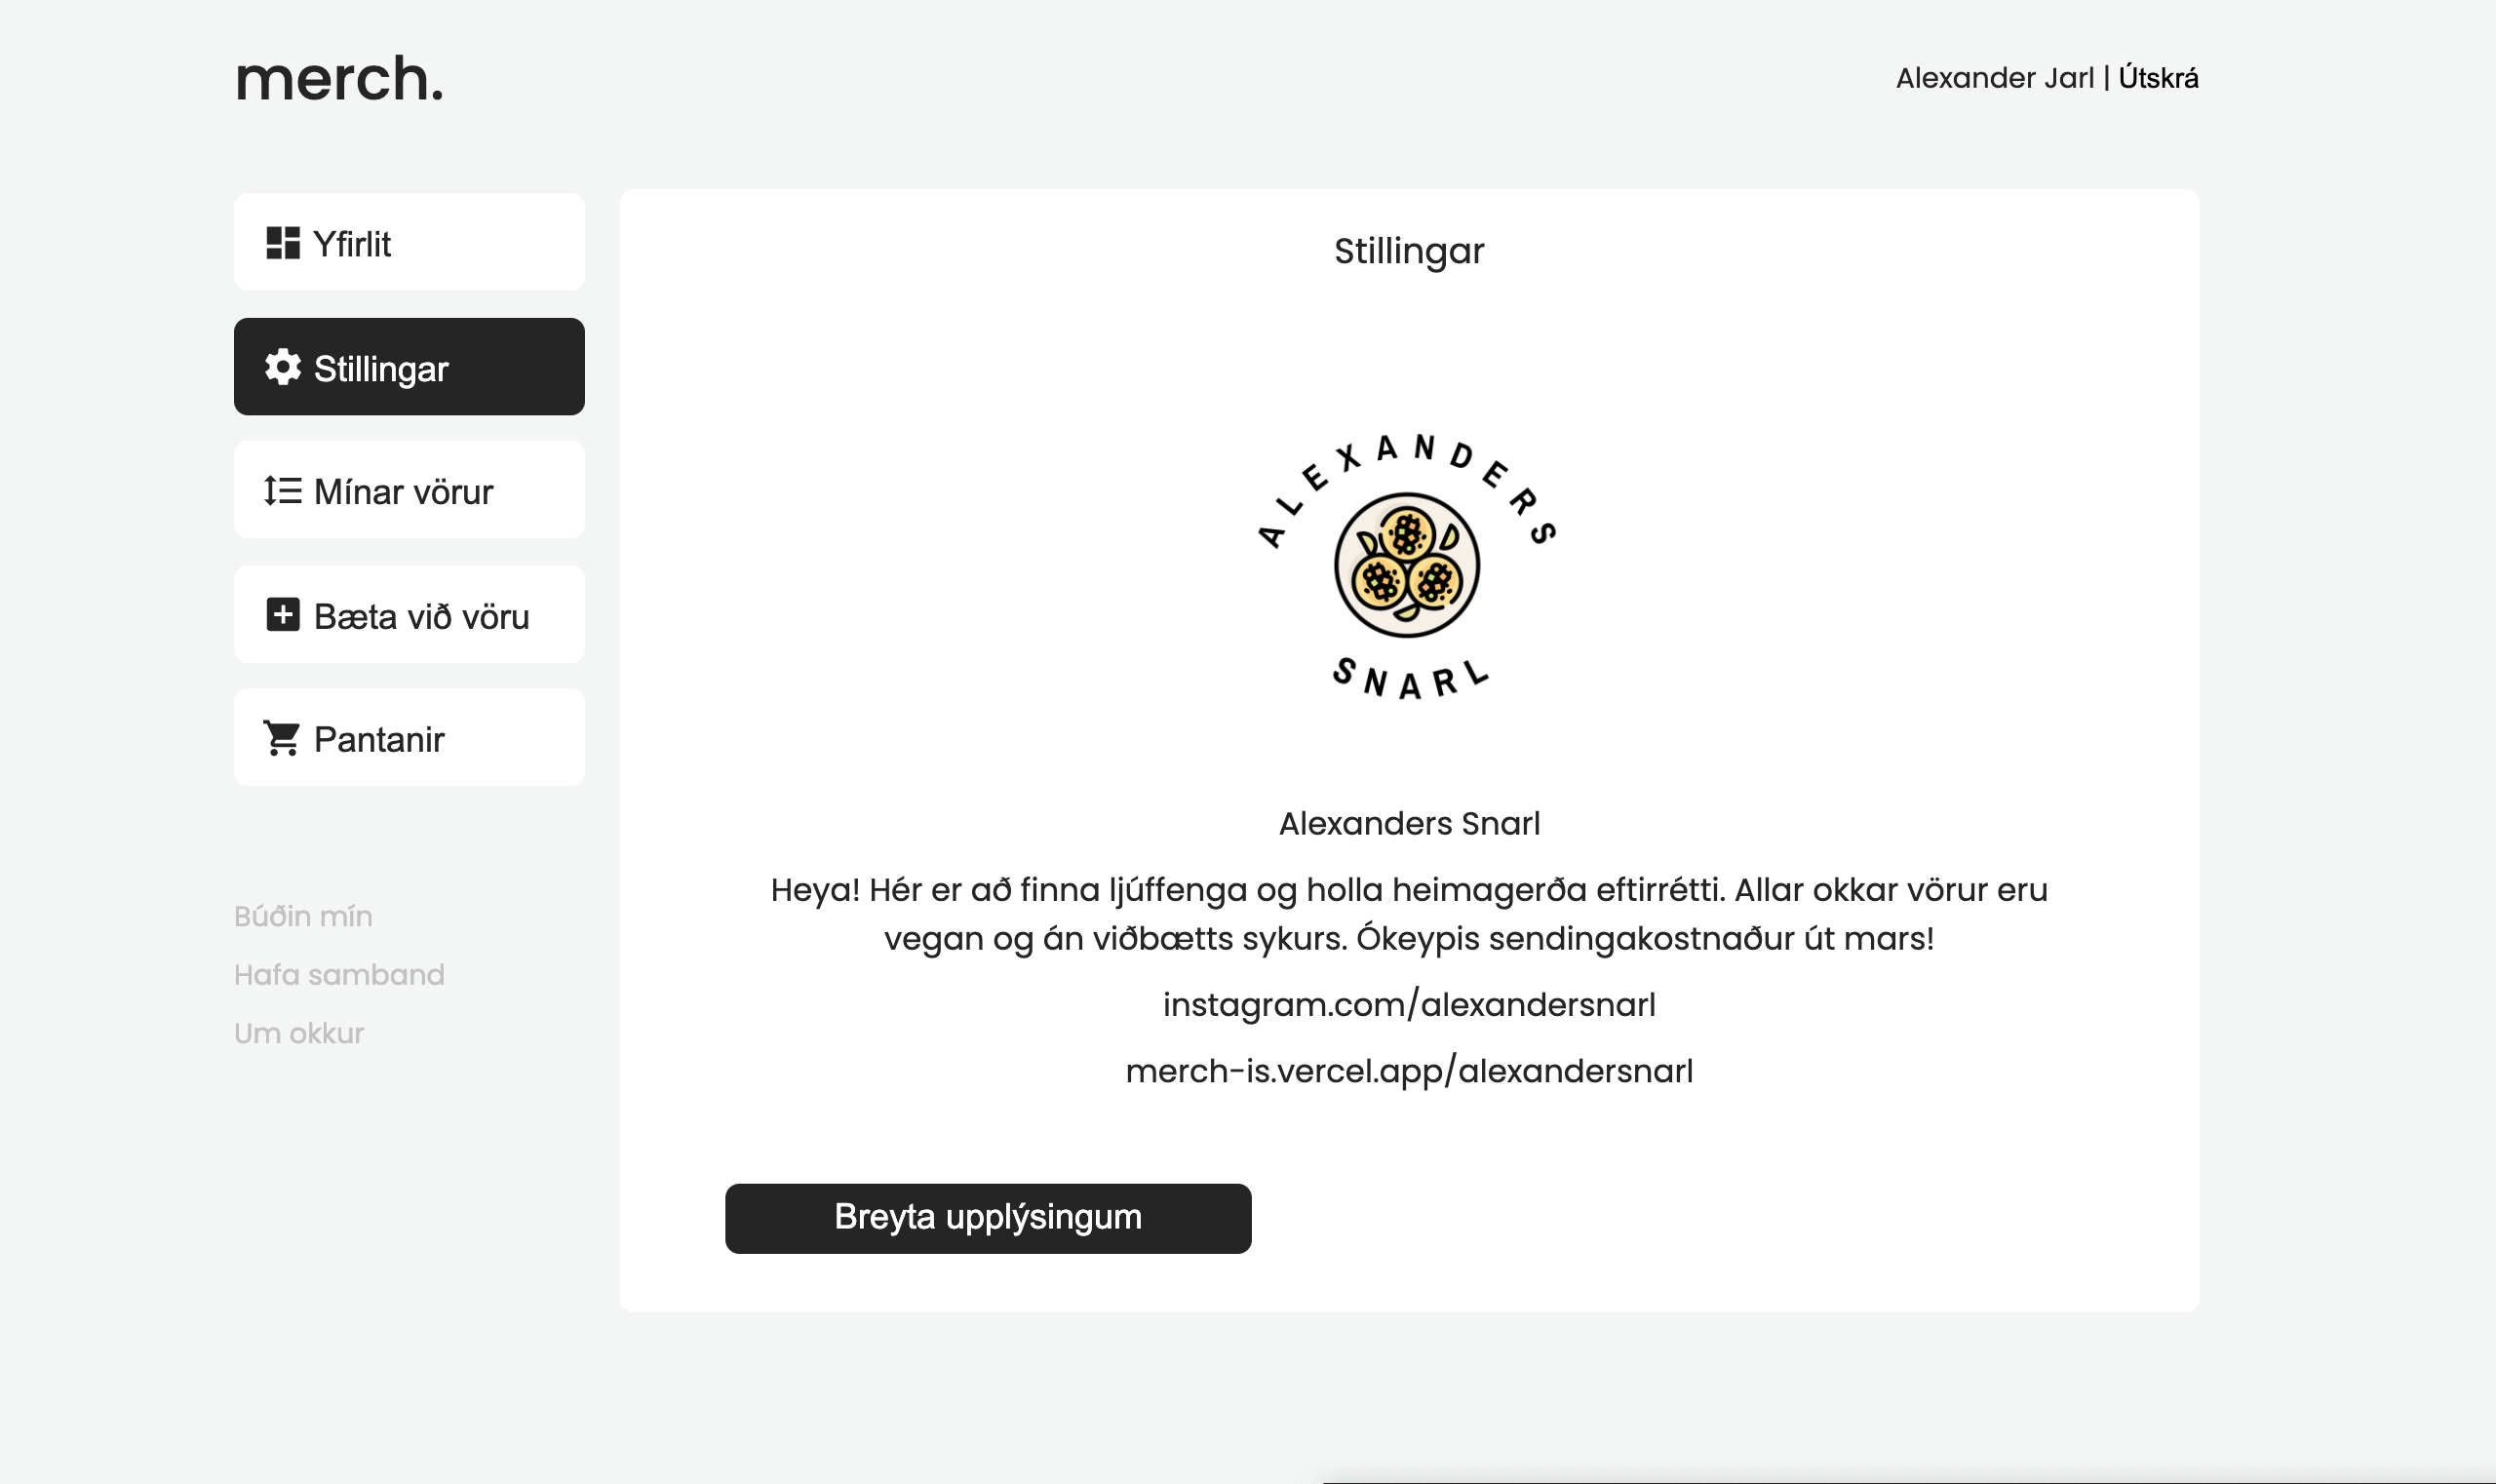 merch.
Alexander Jarl | Útskrá
Yfirlit
Stillingar
Mínar vörur
Bæta við vöru
Pantanir
Búðin mín
Hafa samband
Um okkur
Stillingar
ALEXANDERS
SNARL
Alexanders Snarl
Heya! Hér er að finna ljúffenga og holla heimagerða eftirrétti. Allar okkar vörur eru
vegan og án viðbætts sykurs. Ókeypis sendingakostnaður út mars!
instagram.com/alexandersnarl
merch-is.vercel.app/alexandersnarl
Breyta upplýsingum